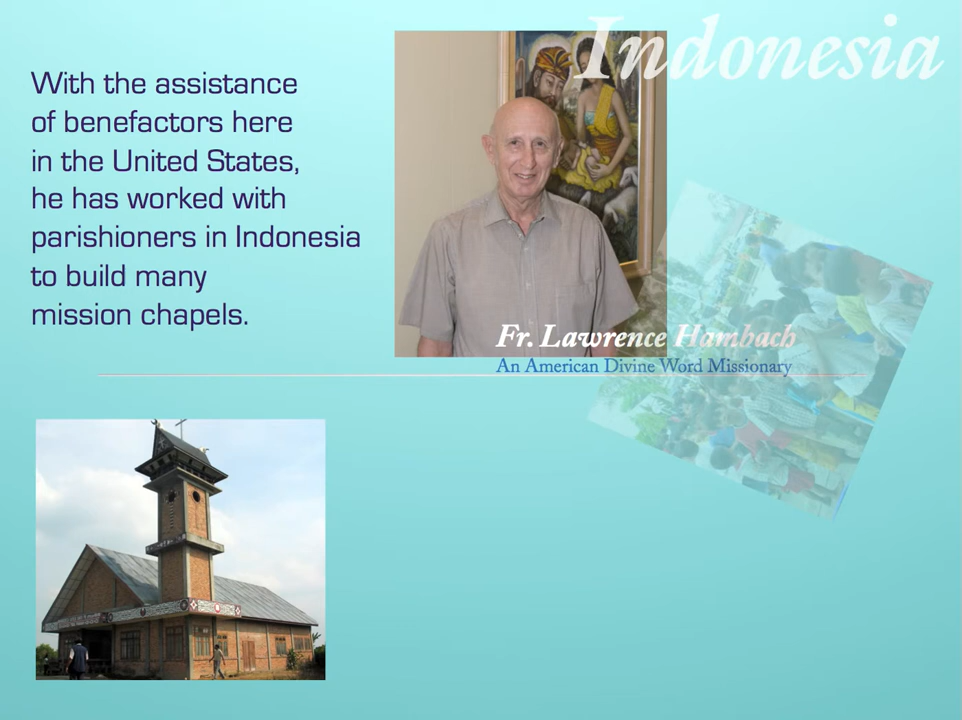 Indonesia
With the assistance
of benefactors here
in the United States,
he has worked with
parishioners in Indonesia
to build many
mission chapels.
Fr. Lawrence Hambach
An American Divine Word Missionary